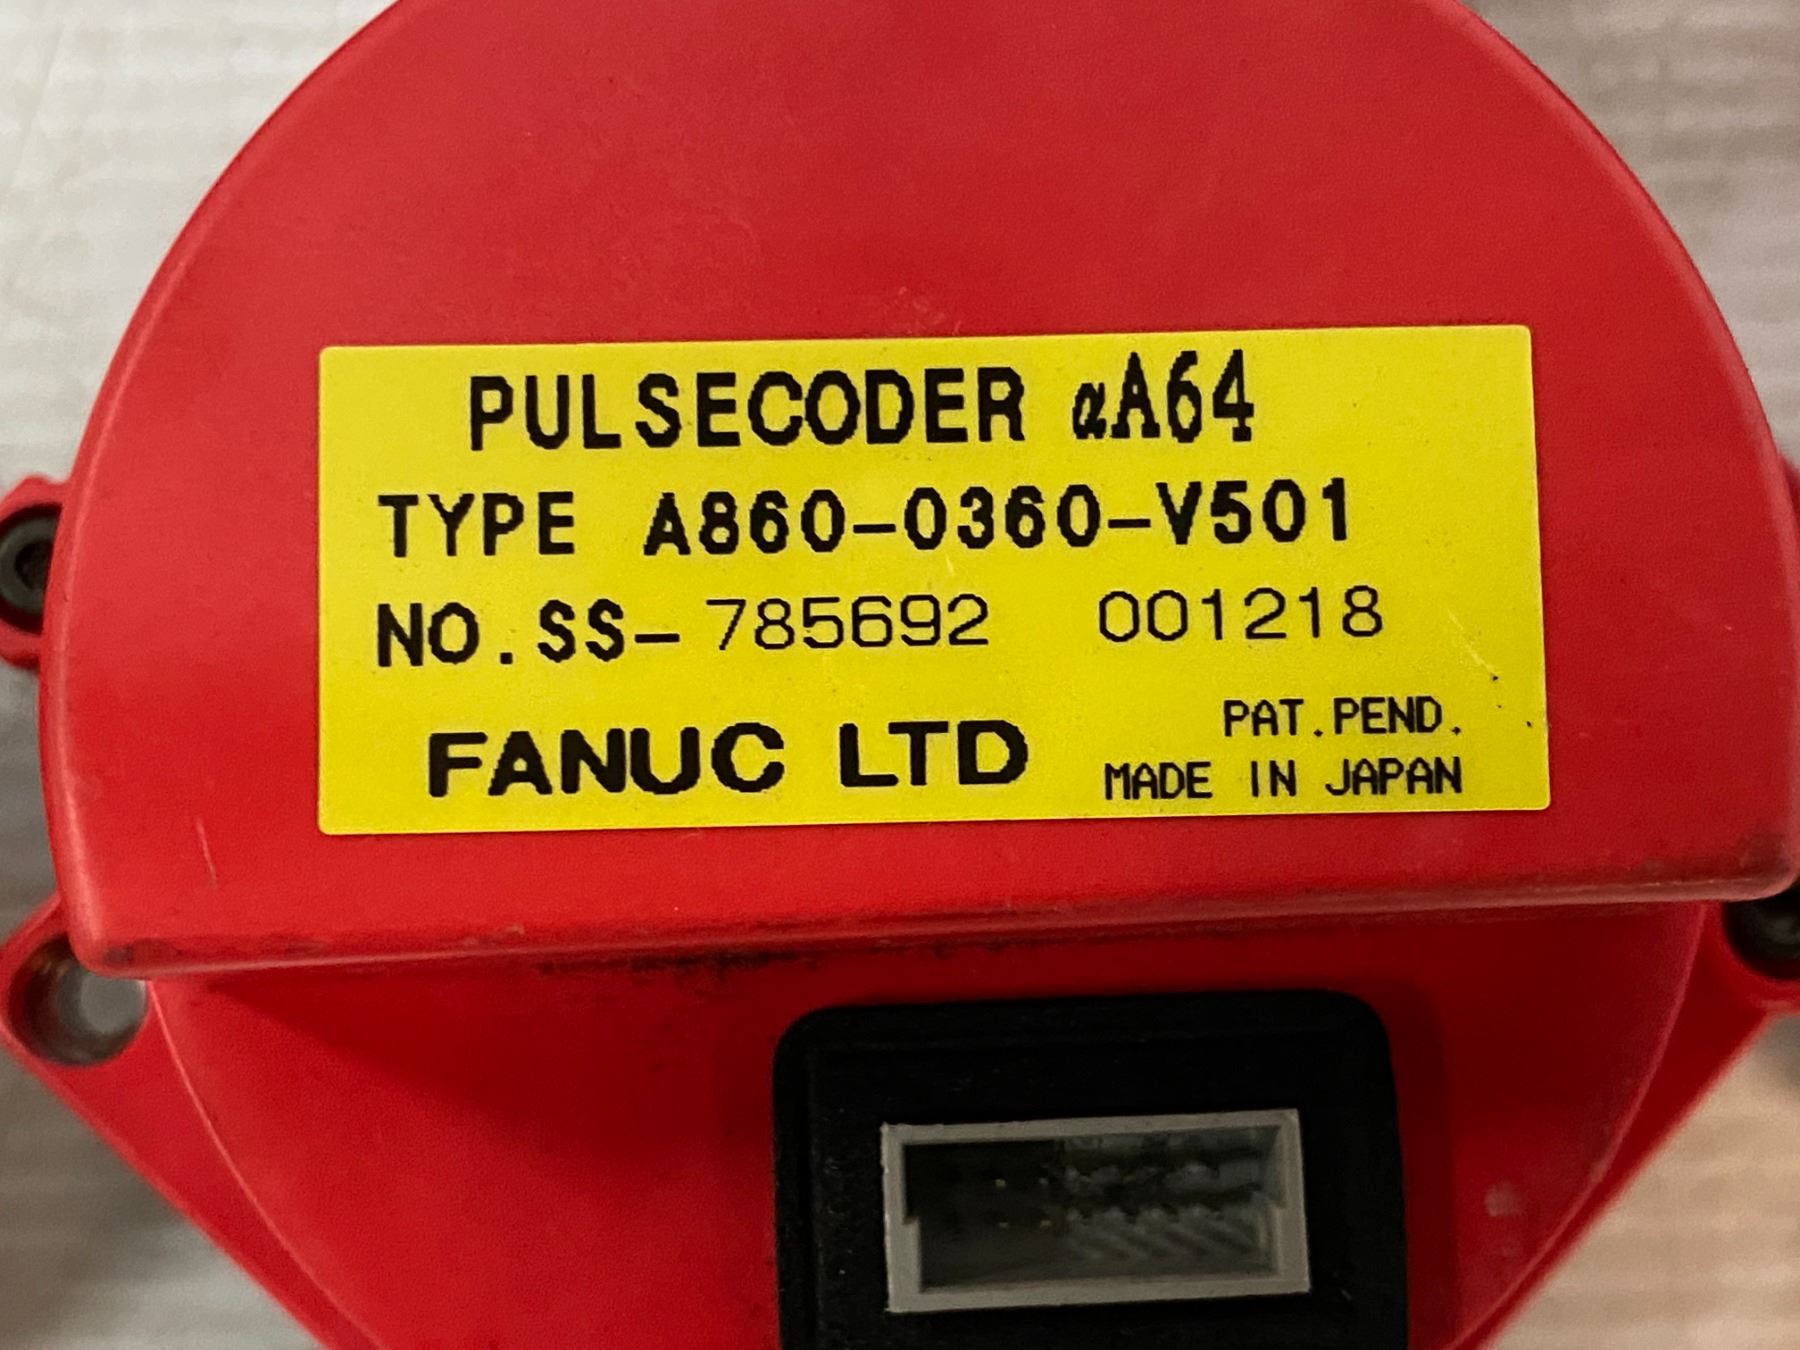 PULSECODER αA64
TYPE A860-0360-V501
NO.SS-785692 001218
PAT.PEND.
FANUC LTD MADE IN JAPAN